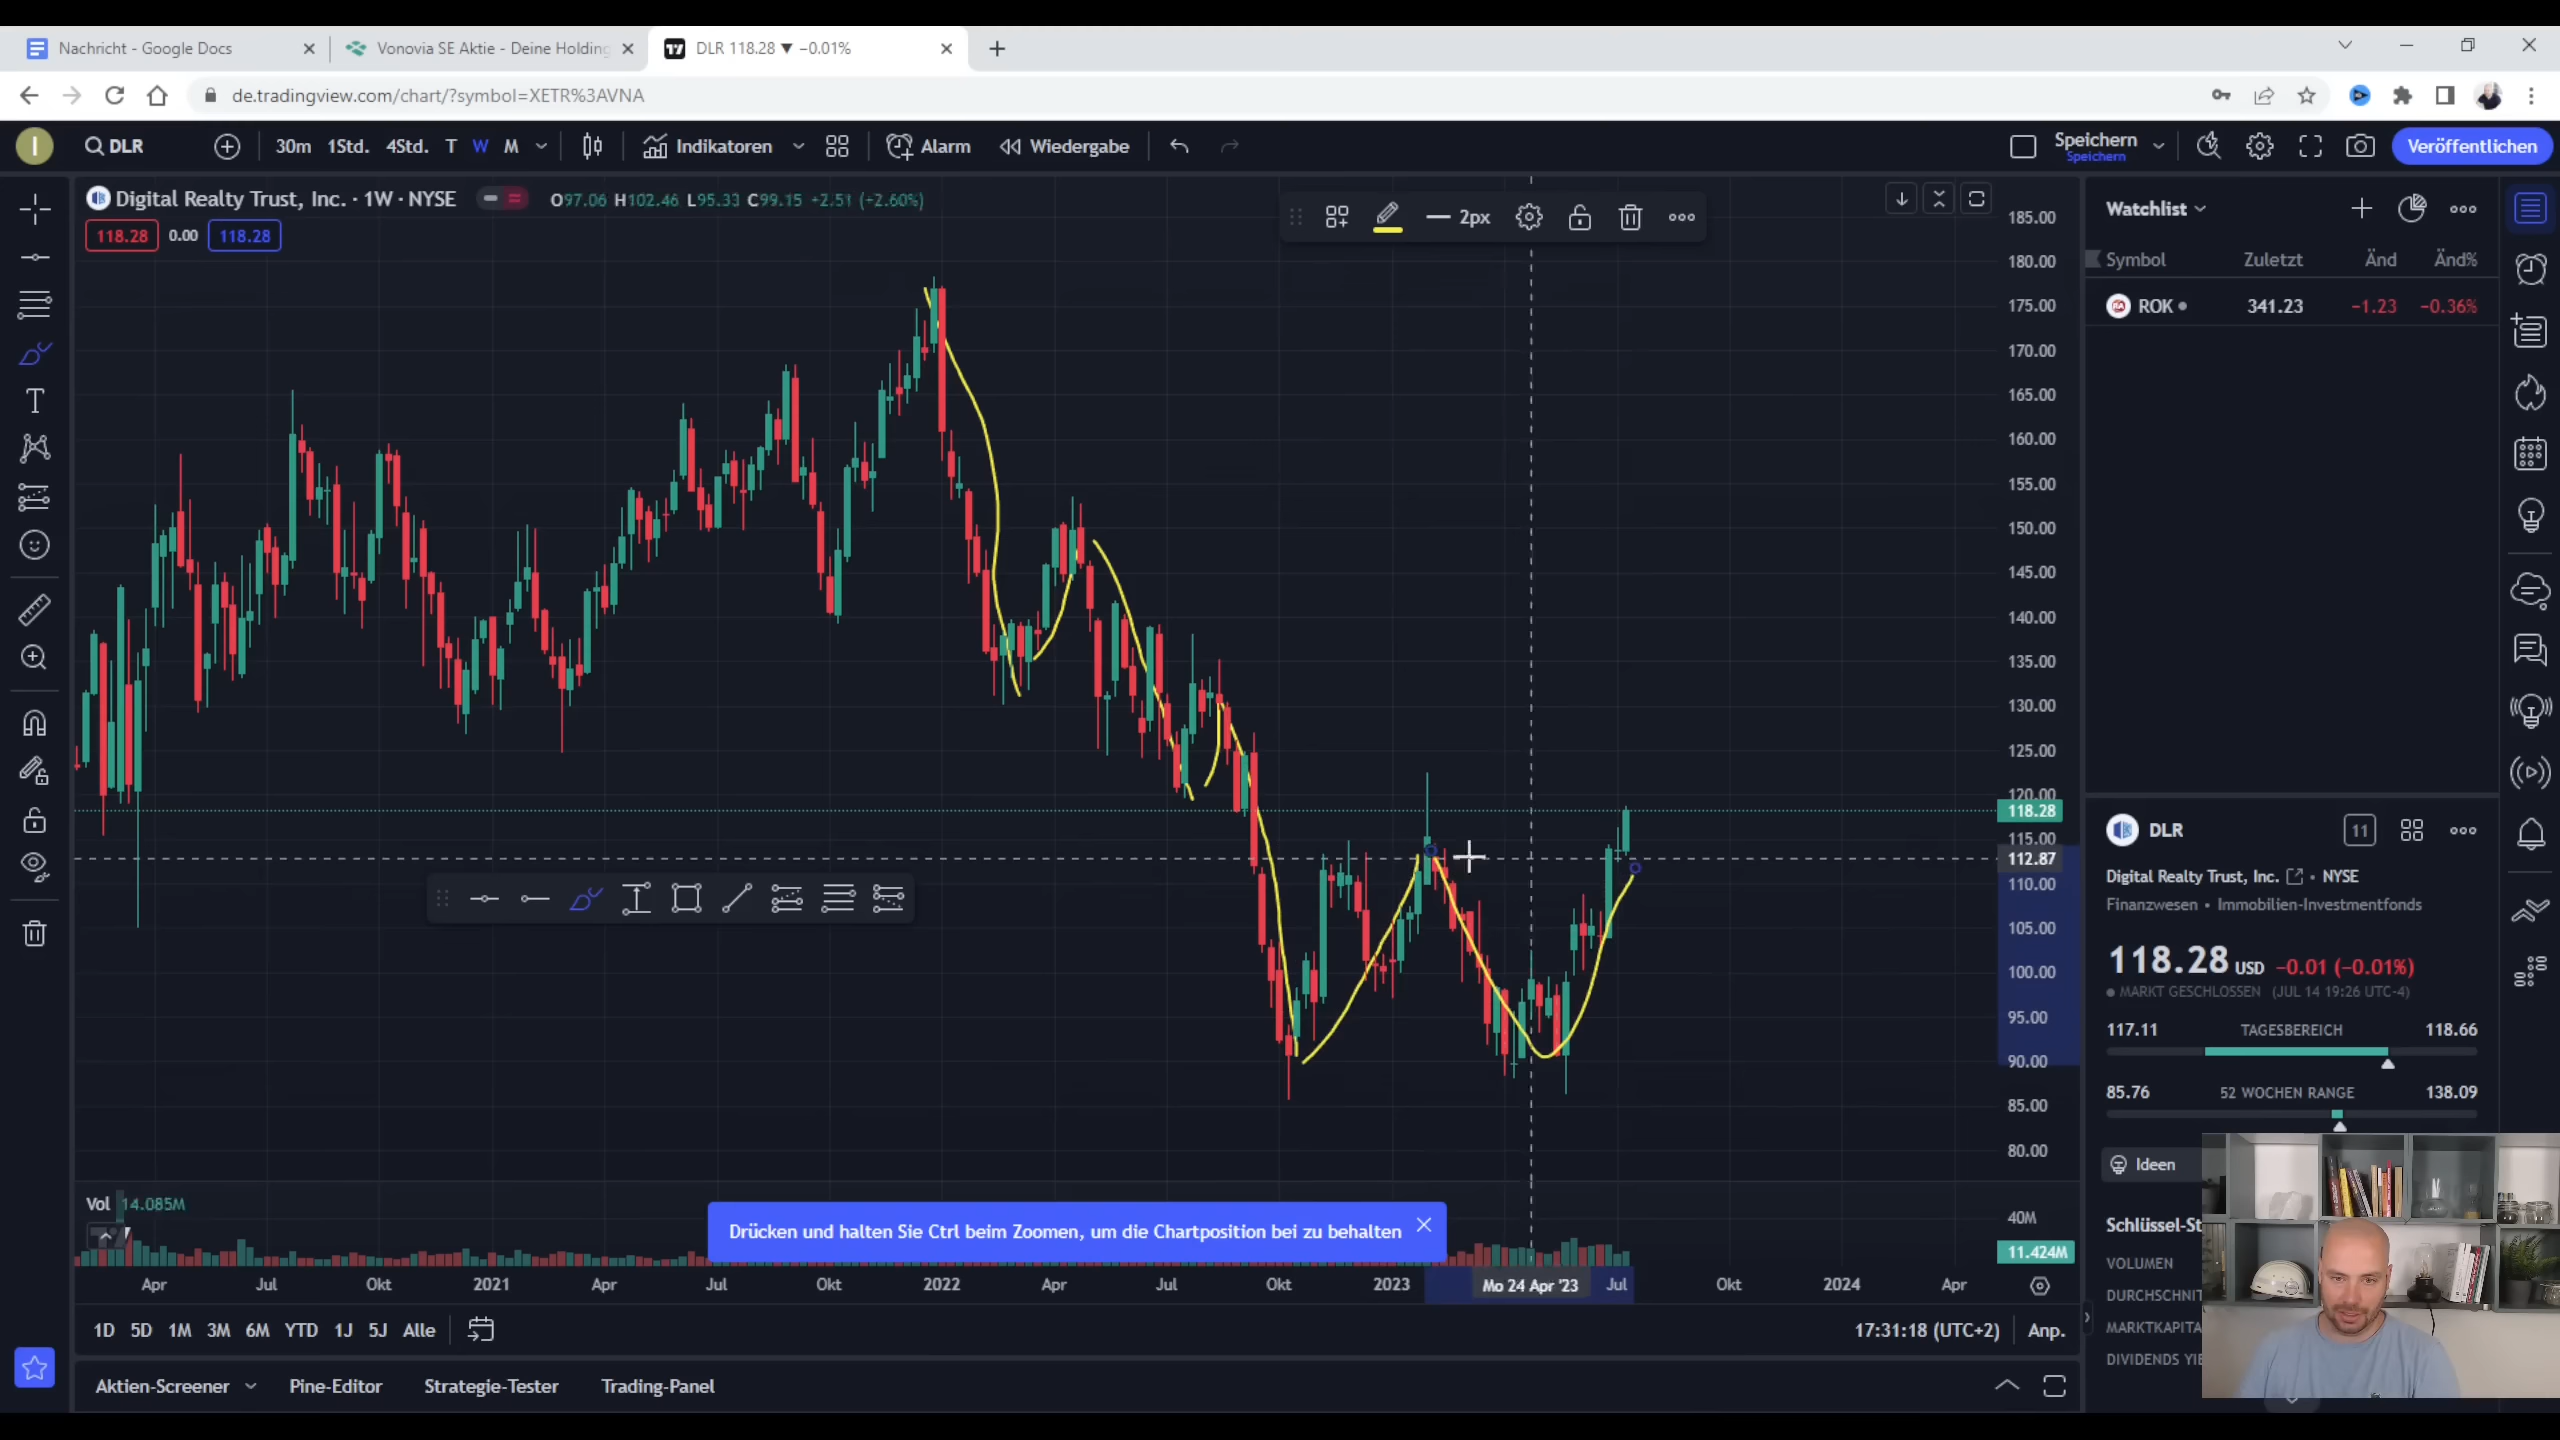 Nachricht - Google Docs
Vonovia SE Aktie - Deine Holding
DLR 118.28 ▼ −0.01%
de.tradingview.com/chart/?symbol=XETR%3AVNA
I
DLR
30m 1Std. 4Std. T W M
Indikatoren
Alarm
Wiedergabe
Speichern
Speichern
Veröffentlichen
Digital Realty Trust, Inc. · 1W · NYSE
O97.06 H102.46 L95.33 C99.15 +2.51 (+2.60%)
118.28 0.00 118.28
2px
185.00
180.00
175.00
170.00
165.00
160.00
155.00
150.00
145.00
140.00
135.00
130.00
125.00
120.00
118.28
115.00
112.87
110.00
105.00
100.00
95.00
90.00
85.00
80.00
40M
11.424M
Vol 14.085M
Drücken und halten Sie Ctrl beim Zoomen, um die Chartposition bei zu behalten
Apr Jul Okt 2021 Apr Jul Okt 2022 Apr Jul Okt 2023 Mo 24 Apr '23 Jul Okt 2024 Apr
1D 5D 1M 3M 6M YTD 1J 5J Alle
17:31:18 (UTC+2) Anp.
Aktien-Screener
Pine-Editor
Strategie-Tester
Trading-Panel
Watchlist
Symbol Zuletzt Änd Änd%
ROK 341.23 −1.23 −0.36%
DLR
11
Digital Realty Trust, Inc. • NYSE
Finanzwesen • Immobilien-Investmentfonds
118.28 USD −0.01 (−0.01%)
MARKT GESCHLOSSEN (JUL 14 19:26 UTC-4)
117.11 TAGESBEREICH 118.66
85.76 52 WOCHEN RANGE 138.09
Ideen
Schlüssel-St
VOLUMEN
DURCHSCHNIT
MARKTKAPITA
DIVIDENDS YIE